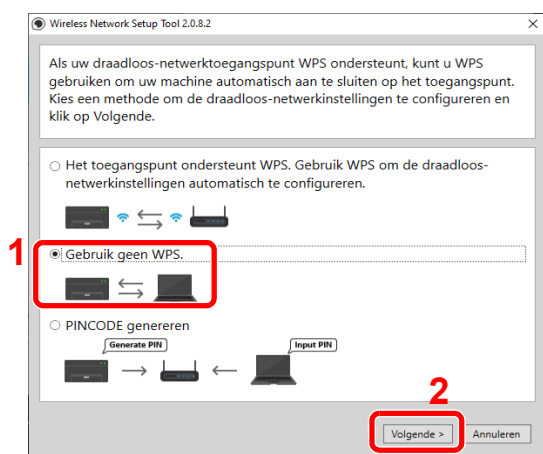 Wireless Network Setup Tool 2.0.8.2
Als uw draadloos-netwerktoegangspunt WPS ondersteunt, kunt u WPS
gebruiken om uw machine automatisch aan te sluiten op het toegangspunt.
Kies een methode om de draadloos-netwerkinstellingen te configureren en
klik op Volgende.
Het toegangspunt ondersteunt WPS. Gebruik WPS om de draadloos-
netwerkinstellingen automatisch te configureren.
1
Gebruik geen WPS.
PINCODE genereren
Generate PIN
Input PIN
2
Volgende >
Annuleren